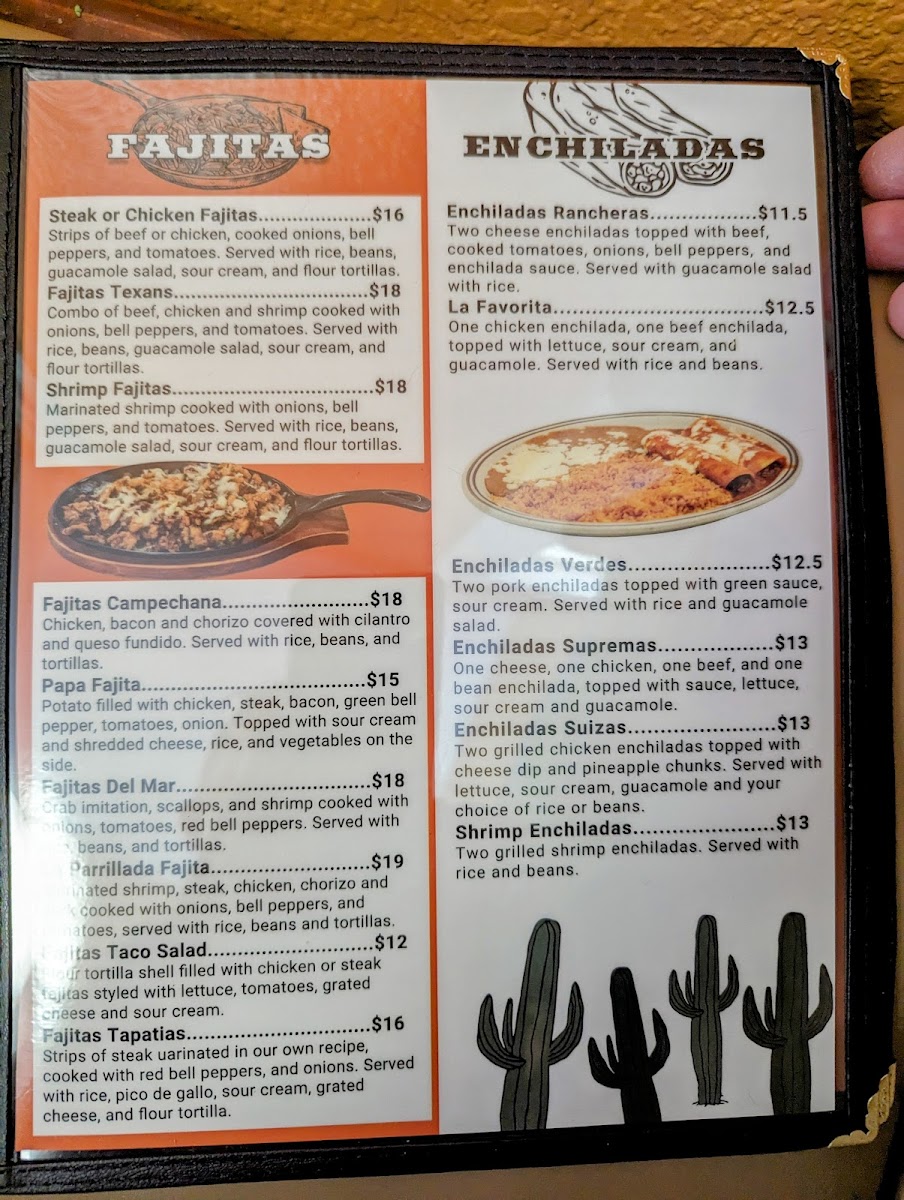 FAJITAS
Steak or Chicken Fajitas....................$16
Strips of beef or chicken, cooked onions, bell
peppers, and tomatoes. Served with rice, beans,
guacamole salad, sour cream, and flour tortillas.
Fajitas Texans..................................$18
Combo of beef, chicken and shrimp cooked with
onions, bell peppers, and tomatoes. Served with
rice, beans, guacamole salad, sour cream, and
flour tortillas.
Shrimp Fajitas...................................$18
Marinated shrimp cooked with onions, bell
peppers, and tomatoes. Served with rice, beans,
guacamole salad, sour cream, and flour tortillas.
Fajitas Campechana.........................$18
Chicken, bacon and chorizo covered with cilantro
and queso fundido. Served with rice, beans, and
tortillas.
Papa Fajita.......................................$15
Potato filled with chicken, steak, bacon, green bell
pepper, tomatoes, onion. Topped with sour cream
and shredded cheese, rice, and vegetables on the
side.
Fajitas Del Mar..................................$18
Crab imitation, scallops, and shrimp cooked with
onions, tomatoes, red bell peppers. Served with
beans, and tortillas.
Parrillada Fajita...........................$19
shrimp, steak, chicken, chorizo and
cooked with onions, bell peppers, and
tomatoes, served with rice, beans and tortillas.
Fajitas Taco Salad............................$12
Flour tortilla shell filled with chicken or steak
fajitas styled with lettuce, tomatoes, grated
cheese and sour cream.
Fajitas Tapatias................................$16
Strips of steak uarinated in our own recipe,
cooked with red bell peppers, and onions. Served
with rice, pico de gallo, sour cream, grated
cheese, and flour tortilla.
ENCHILADAS
Enchiladas Rancheras..................$11.5
Two cheese enchiladas topped with beef,
cooked tomatoes, onions, bell peppers, and
enchilada sauce. Served with guacamole salad
with rice.
La Favorita....................................$12.5
One chicken enchilada, one beef enchilada,
topped with lettuce, sour cream, and
guacamole. Served with rice and beans.
Enchiladas Verdes........................$12.5
Two pork enchiladas topped with green sauce,
sour cream. Served with rice and guacamole
salad.
Enchiladas Supremas....................$13
One cheese, one chicken, one beef, and one
bean enchilada, topped with sauce, lettuce,
sour cream and guacamole.
Enchiladas Suizas.........................$13
Two grilled chicken enchiladas topped with
cheese dip and pineapple chunks. Served with
lettuce, sour cream, guacamole and your
choice of rice or beans.
Shrimp Enchiladas........................$13
Two grilled shrimp enchiladas. Served with
rice and beans.